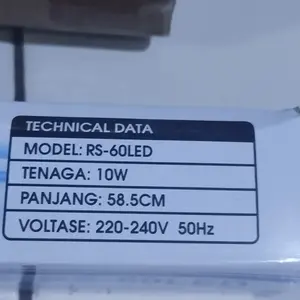 TECHNICAL DATA
MODEL: RS-60LED
TENAGA: 10W
PANJANG: 58.5CM
VOLTASE: 220-240V 50Hz